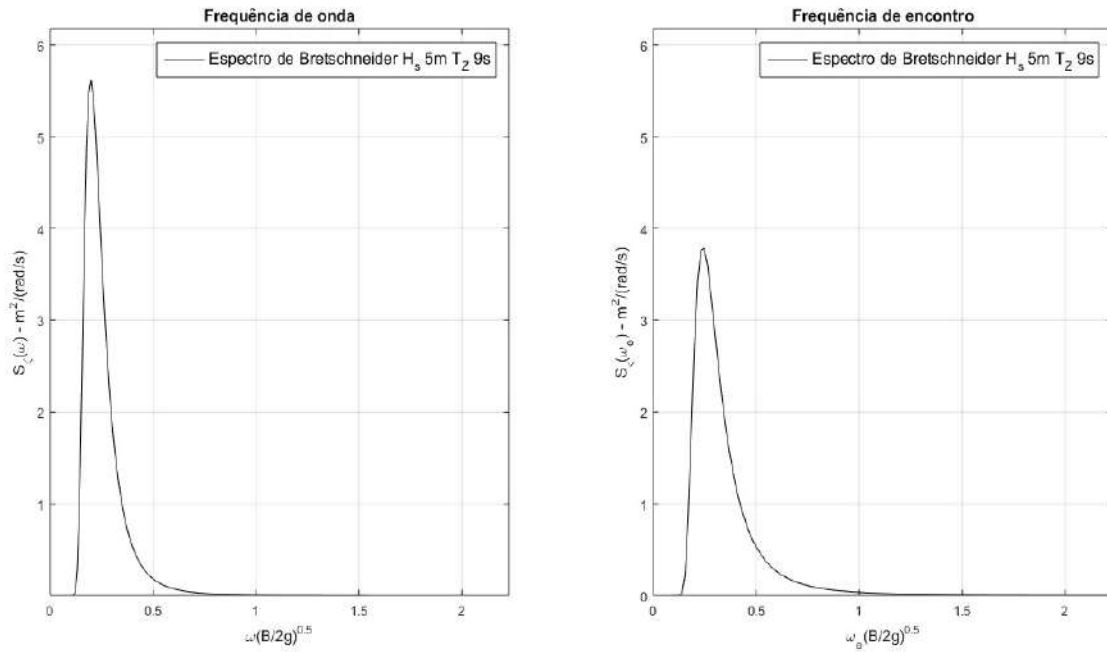 Frequência de onda
Espectro de Bretschneider H_s 5m T_Z 9s
6
5
4
3
2
1
0
0.5
1
1.5
2
S_ζ(ω) - m^2/(rad/s)
ω(B/2g)^0.5
Frequência de encontro
Espectro de Bretschneider H_s 5m T_Z 9s
6
5
4
3
2
1
0
0
0.5
1
1.5
2
S_ζ(ω_e) - m^2/(rad/s)
ω_e(B/2g)^0.5